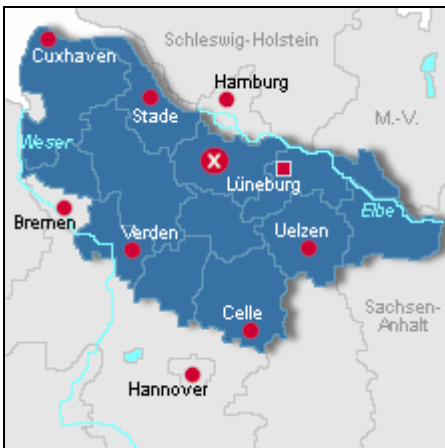 Schleswig-Holstein
Cuxhaven
Hamburg
Stade
M.-V.
Weser
X
Lüneburg
Elbe
Bremen
Verden
Uelzen
Sachsen-
Anhalt
Celle
Hannover